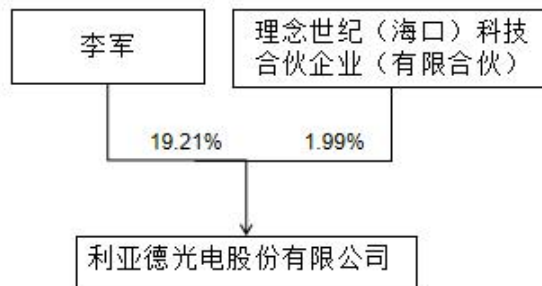 李军
理念世纪（海口）科技
合伙企业（有限合伙）
19.21%
1.99%
利亚德光电股份有限公司